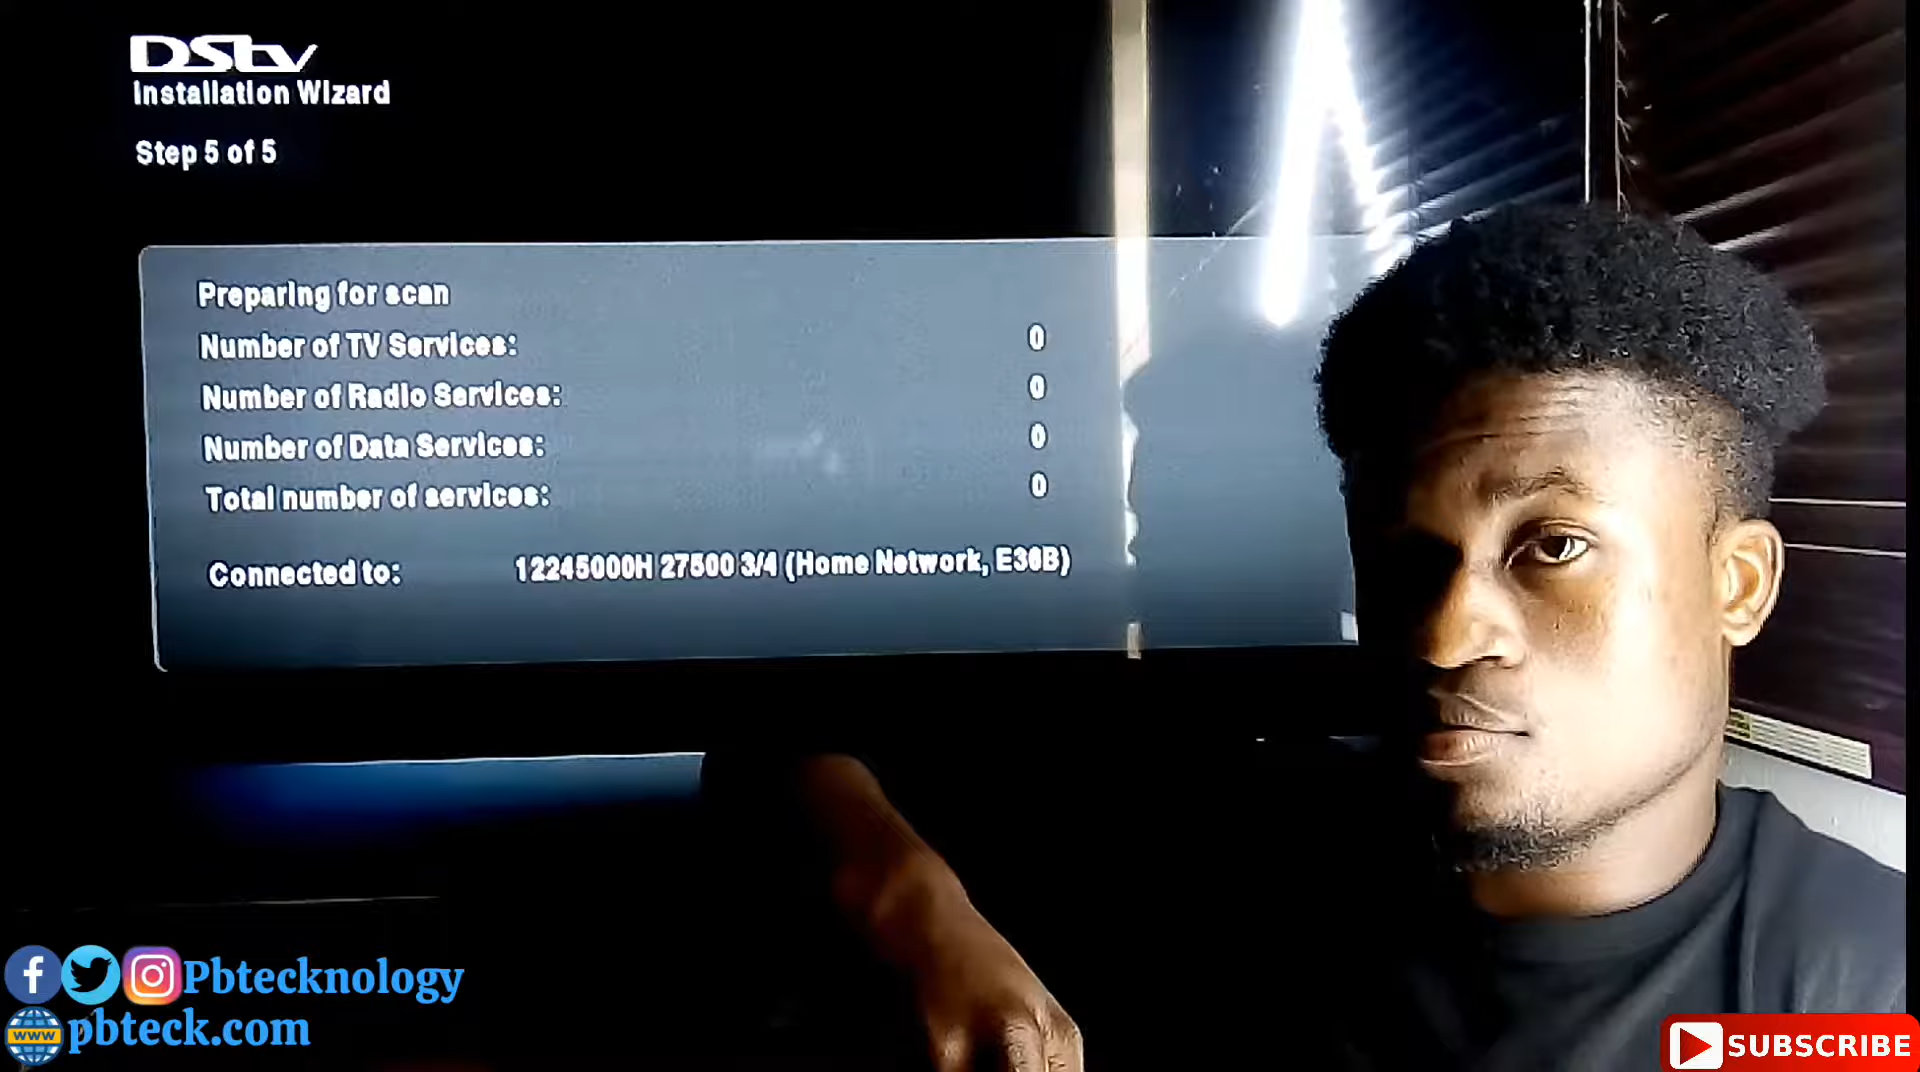 DStv
Installation Wizard
Step 5 of 5
Preparing for scan
Number of TV Services: 0
Number of Radio Services: 0
Number of Data Services: 0
Total number of services: 0
Connected to: 12245000H 27500 3/4 (Home Network, E36B)
f Pbtecknology
www pbteck.com
SUBSCRIBE